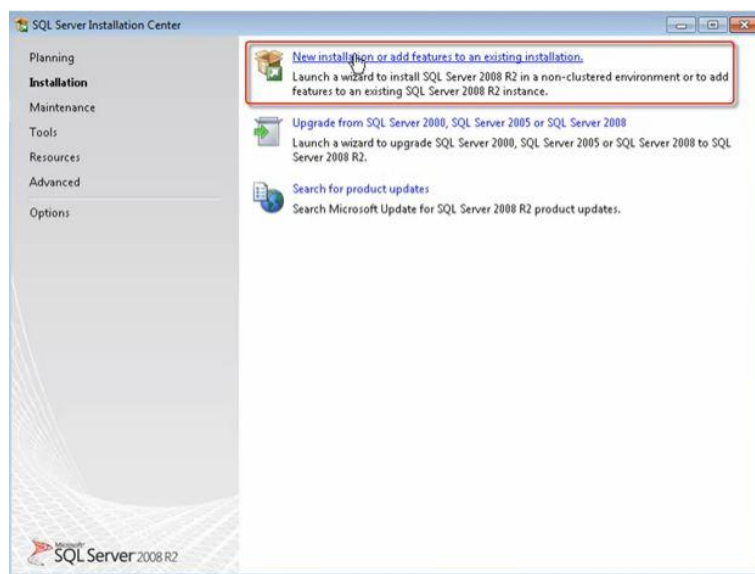 SQL Server Installation Center
Planning
Installation
Maintenance
Tools
Resources
Advanced
Options
New installation or add features to an existing installation.
Launch a wizard to install SQL Server 2008 R2 in a non-clustered environment or to add
features to an existing SQL Server 2008 R2 instance.
Upgrade from SQL Server 2000, SQL Server 2005 or SQL Server 2008
Launch a wizard to upgrade SQL Server 2000, SQL Server 2005 or SQL Server 2008 to SQL
Server 2008 R2.
Search for product updates
Search Microsoft Update for SQL Server 2008 R2 product updates.
Microsoft
SQL Server 2008 R2